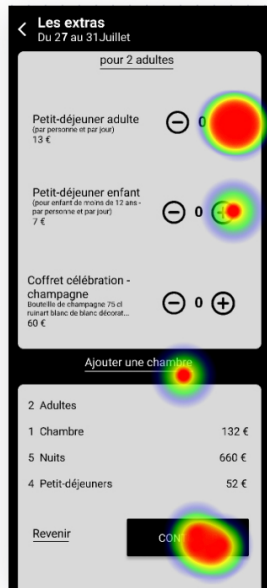 Les extras
Du 27 au 31 Juillet
pour 2 adultes
Petit-déjeuner adulte
(par personne et par jour)
13 €
0
Petit-déjeuner enfant
(pour enfant de moins de 12 ans -
par personne et par jour)
7 €
0
Coffret célébration -
champagne
Bouteille de champagne 75 cl
ruinart blanc de blanc décorat...
60 €
0
Ajouter une chambre
2 Adultes
1 Chambre 132 €
5 Nuits 660 €
4 Petit-déjeuners 52 €
Revenir
CON